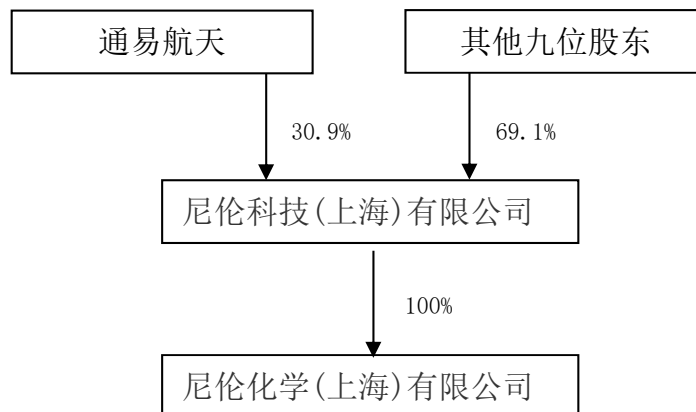 通易航天
其他九位股东
30.9%
69.1%
尼伦科技(上海)有限公司
100%
尼伦化学(上海)有限公司